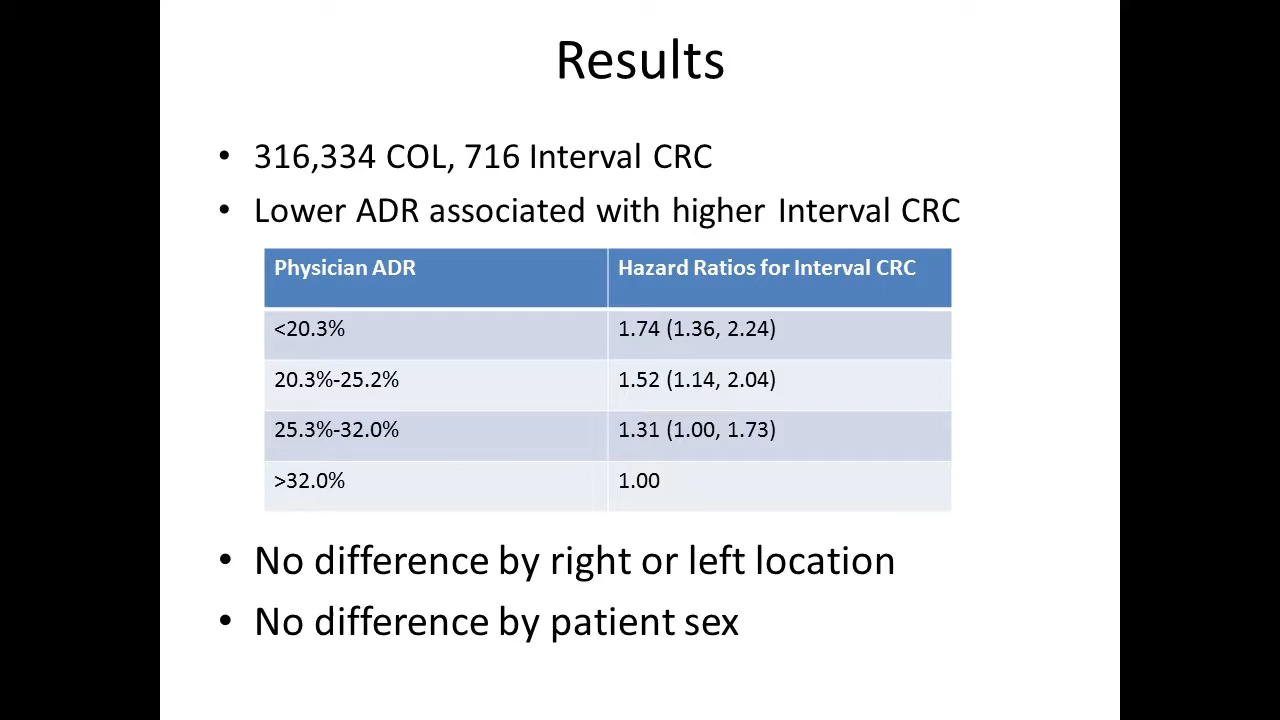 Results
• 316,334 COL, 716 Interval CRC
• Lower ADR associated with higher Interval CRC
Physician ADR Hazard Ratios for Interval CRC
<20.3% 1.74 (1.36, 2.24)
20.3%-25.2% 1.52 (1.14, 2.04)
25.3%-32.0% 1.31 (1.00, 1.73)
>32.0% 1.00
• No difference by right or left location
• No difference by patient sex